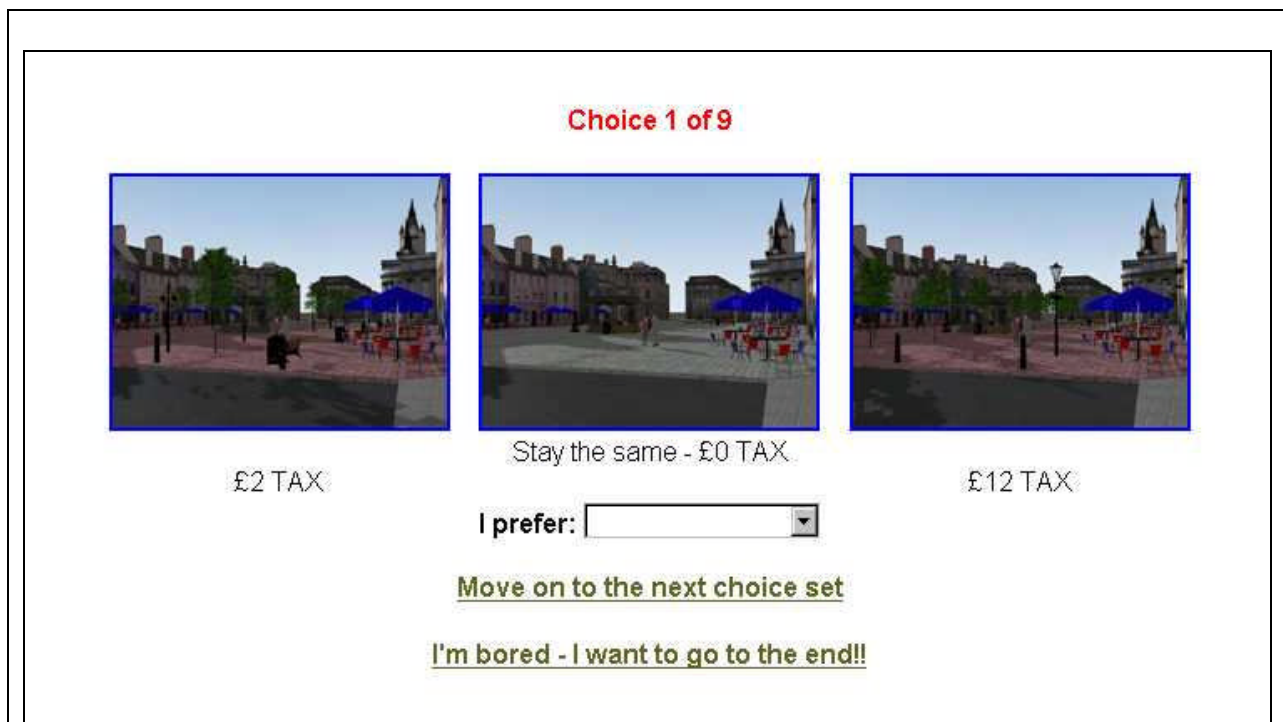 Choice 1 of 9
Stay the same - £0 TAX
£2 TAX
£12 TAX
I prefer:
Move on to the next choice set
I'm bored - I want to go to the end!!